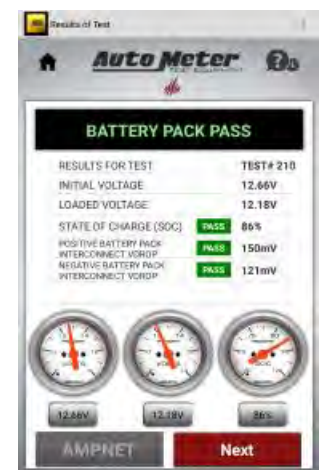 Results of Test
Auto Meter
TEST EQUIPMENT
BATTERY PACK PASS
RESULTS FOR TEST TEST# 210
INITIAL VOLTAGE 12.66V
LOADED VOLTAGE 12.18V
STATE OF CHARGE (SOC) PASS 86%
POSITIVE BATTERY PACK
INTERCONNECT VDROP PASS 150mV
NEGATIVE BATTERY PACK
INTERCONNECT VDROP PASS 121mV
12.66V 12.18V 86%
AMPNET Next